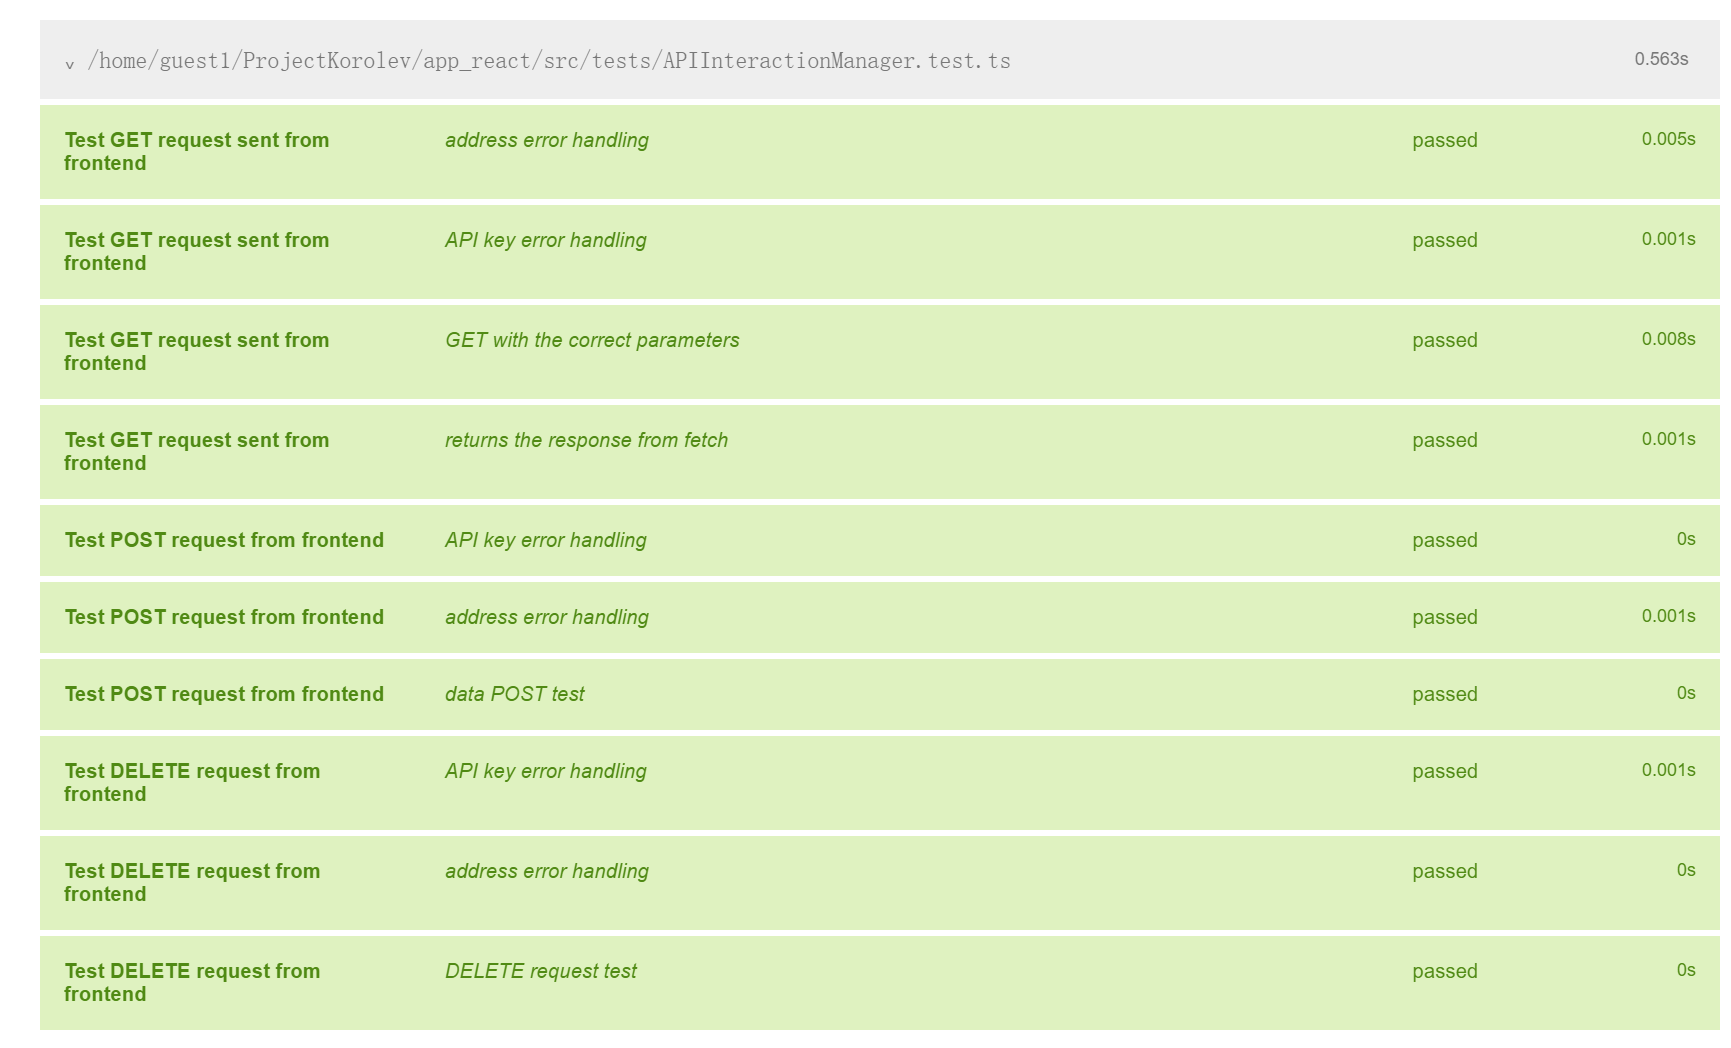 v /home/guest1/ProjectKorolev/app_react/src/tests/APIInteractionManager.test.ts 0.563s
Test GET request sent from address error handling passed 0.005s
frontend
Test GET request sent from API key error handling passed 0.001s
frontend
Test GET request sent from GET with the correct parameters passed 0.008s
frontend
Test GET request sent from returns the response from fetch passed 0.001s
frontend
Test POST request from frontend API key error handling passed 0s
Test POST request from frontend address error handling passed 0.001s
Test POST request from frontend data POST test passed 0s
Test DELETE request from API key error handling passed 0.001s
frontend
Test DELETE request from address error handling passed 0s
frontend
Test DELETE request from DELETE request test passed 0s
frontend